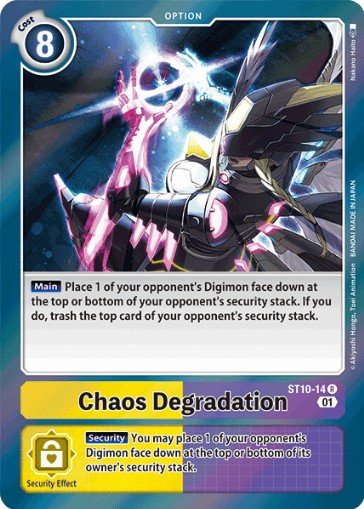 OPTION
Cost
8
Nakano Haito
© Akiyoshi Hongo, Toei Animation BANDAI MADE IN JAPAN
Main Place 1 of your opponent's Digimon face down at
the top or bottom of your opponent's security stack. If you
do, trash the top card of your opponent's security stack.
ST10-14 R
Chaos Degradation
01
Security You may place 1 of your opponent's
Digimon face down at the top or bottom of its
owner's security stack.
Security Effect